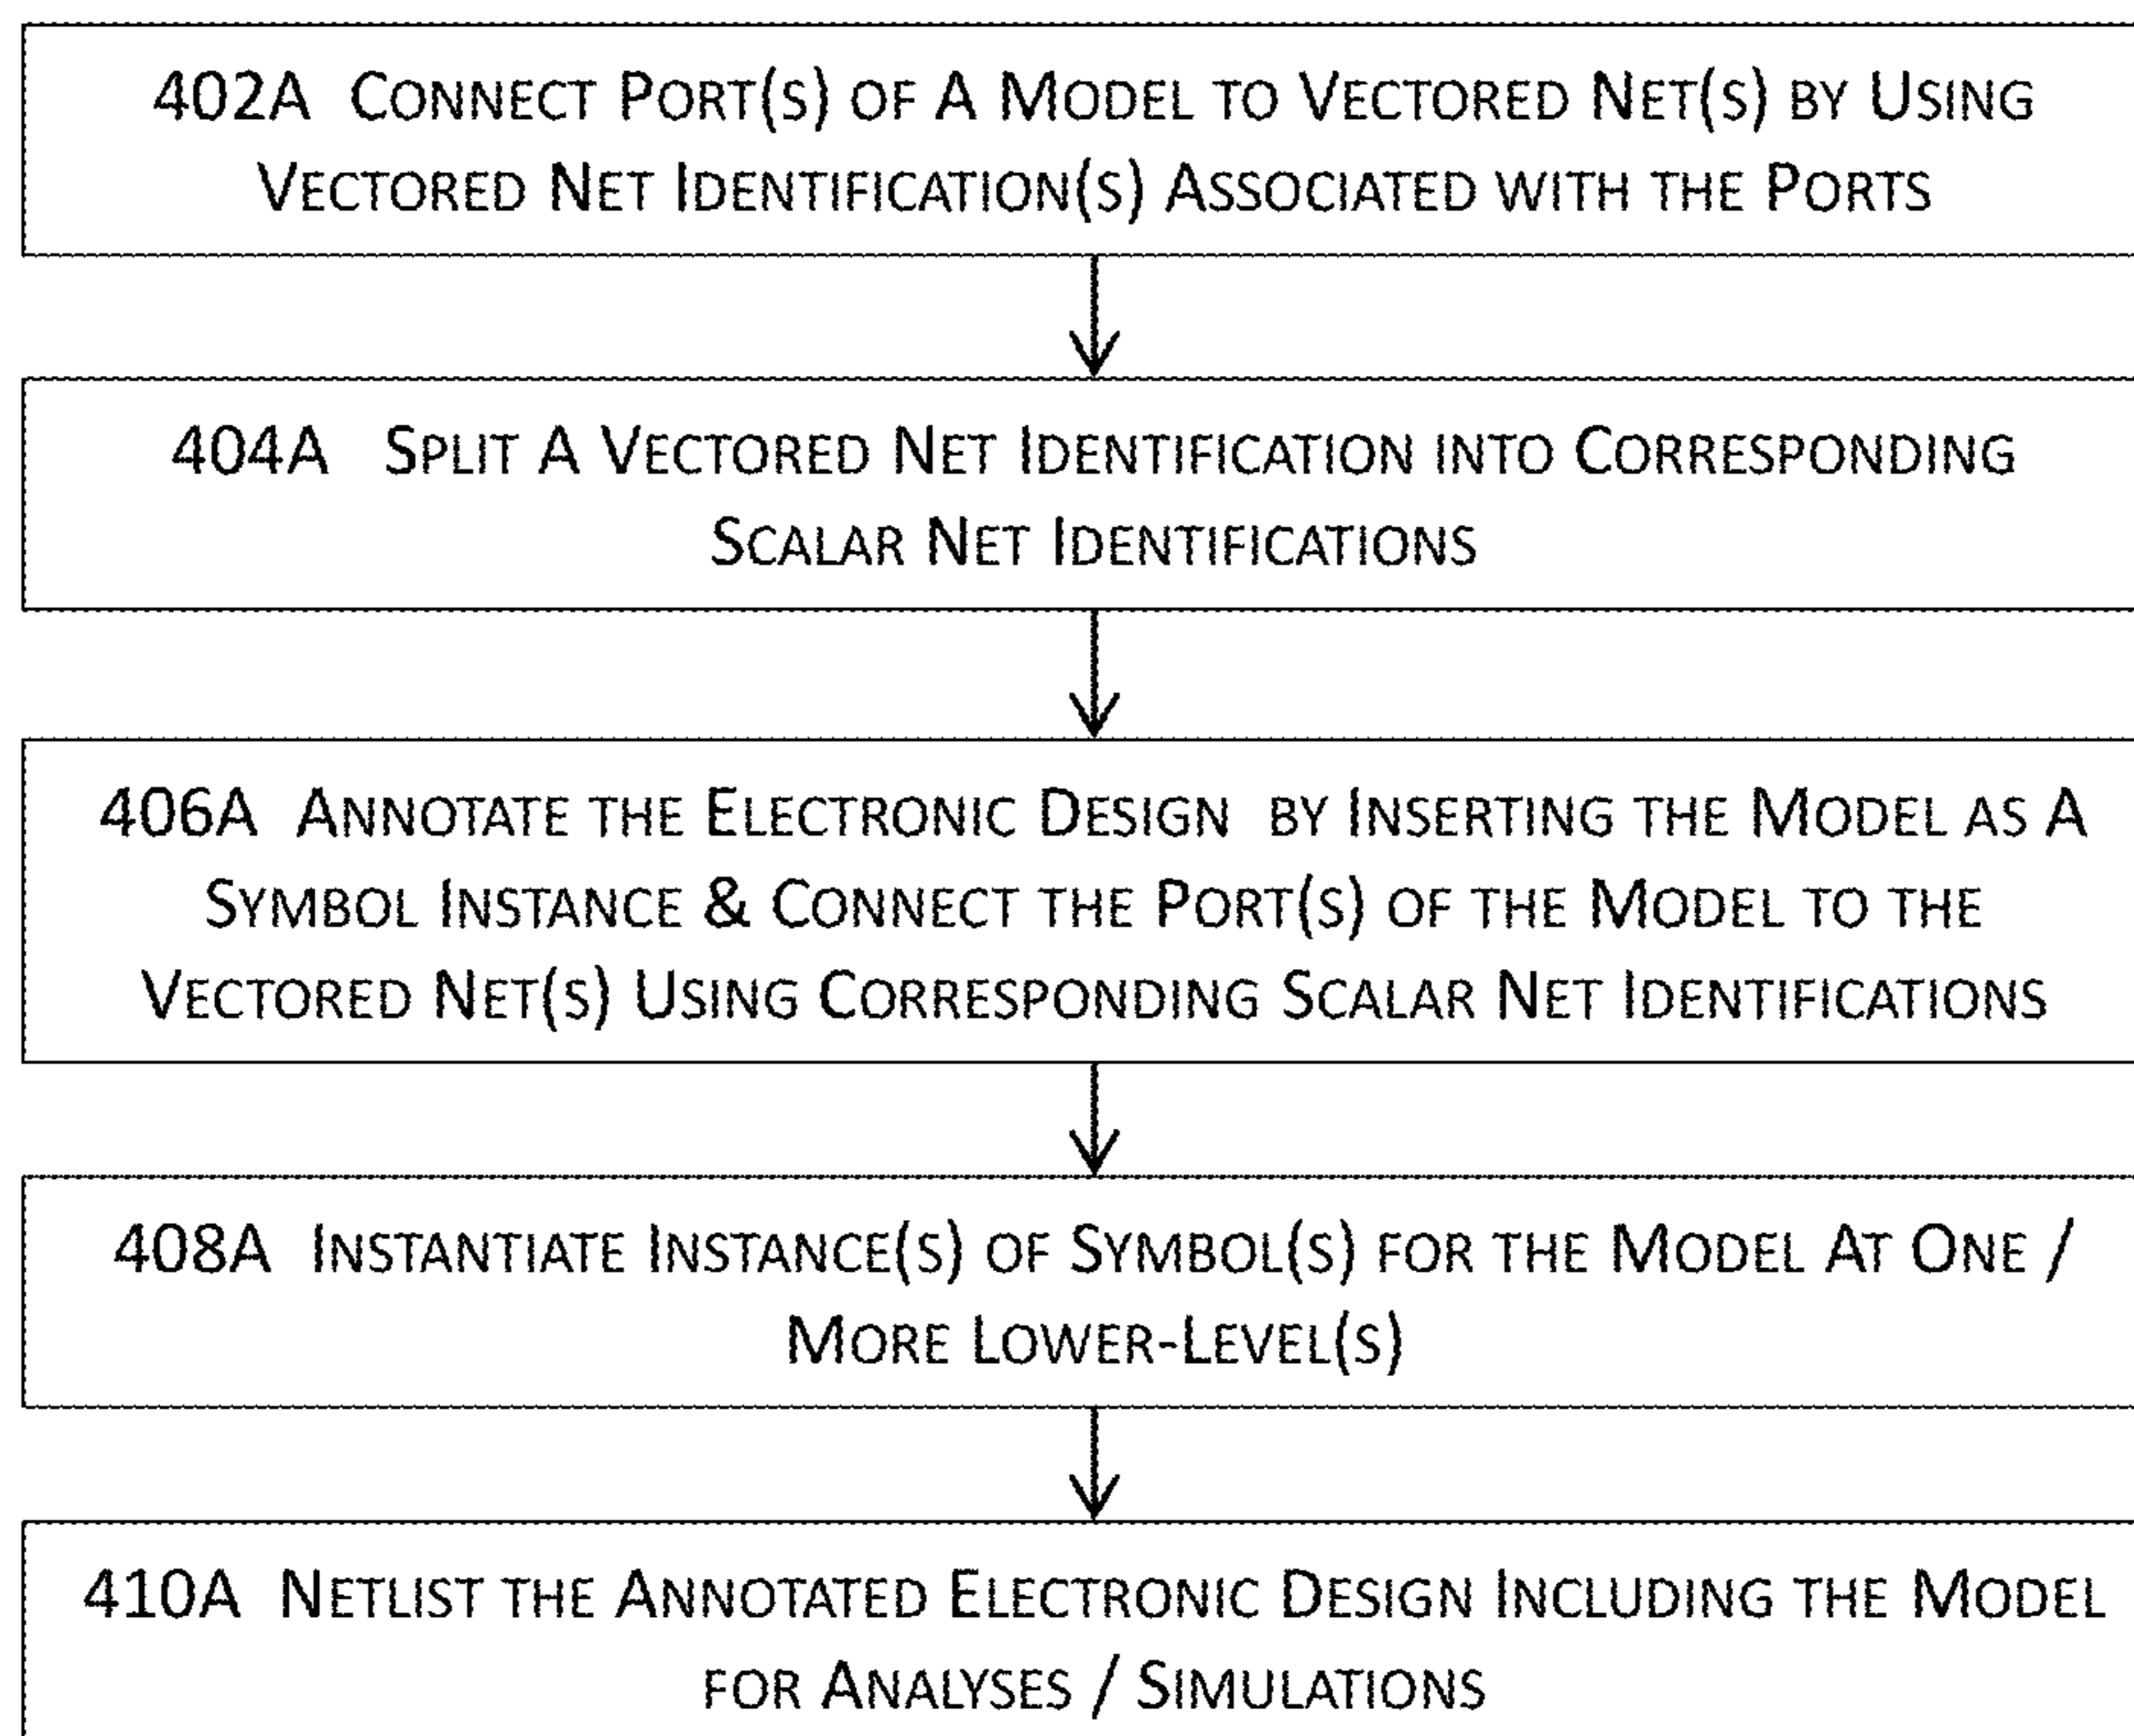 402A Connect Port(s) of A Model to Vectored Net(s) by Using
Vectored Net Identification(s) Associated with the Ports
404A Split A Vectored Net Identification into Corresponding
Scalar Net Identifications
406A Annotate the Electronic Design by Inserting the Model as A
Symbol Instance & Connect the Port(s) of the Model to the
Vectored Net(s) Using Corresponding Scalar Net Identifications
408A Instantiate Instance(s) of Symbol(s) for the Model At One /
More Lower-Level(s)
410A Netlist the Annotated Electronic Design Including the Model
for Analyses / Simulations